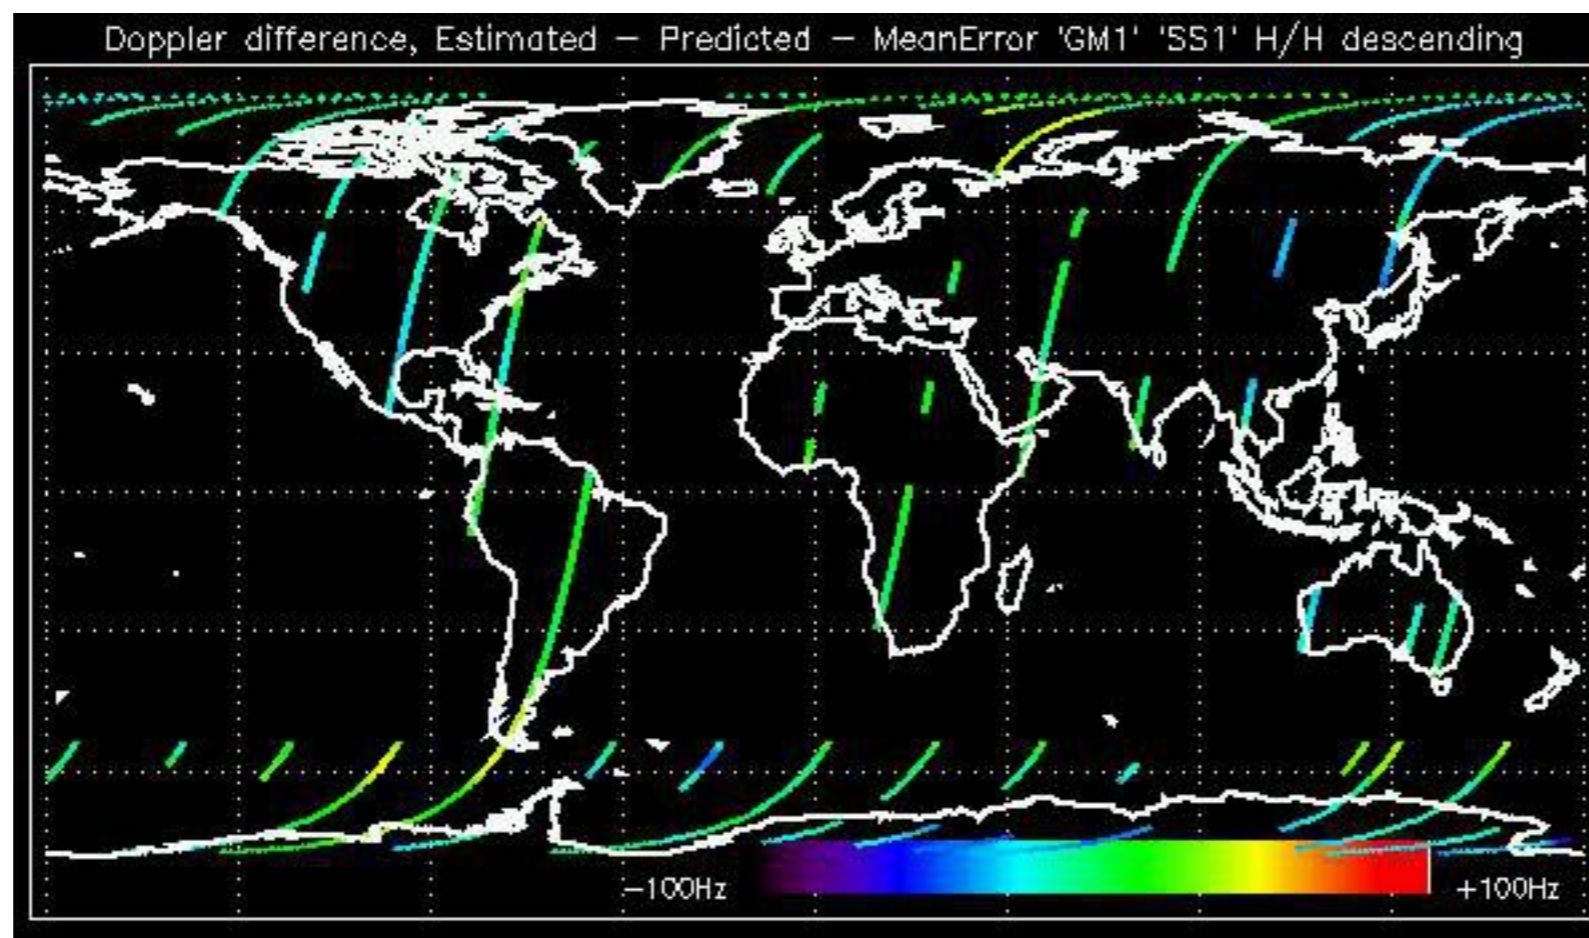 Doppler difference, Estimated − Predicted − MeanError 'GM1' 'SS1' H/H descending
−100Hz +100Hz